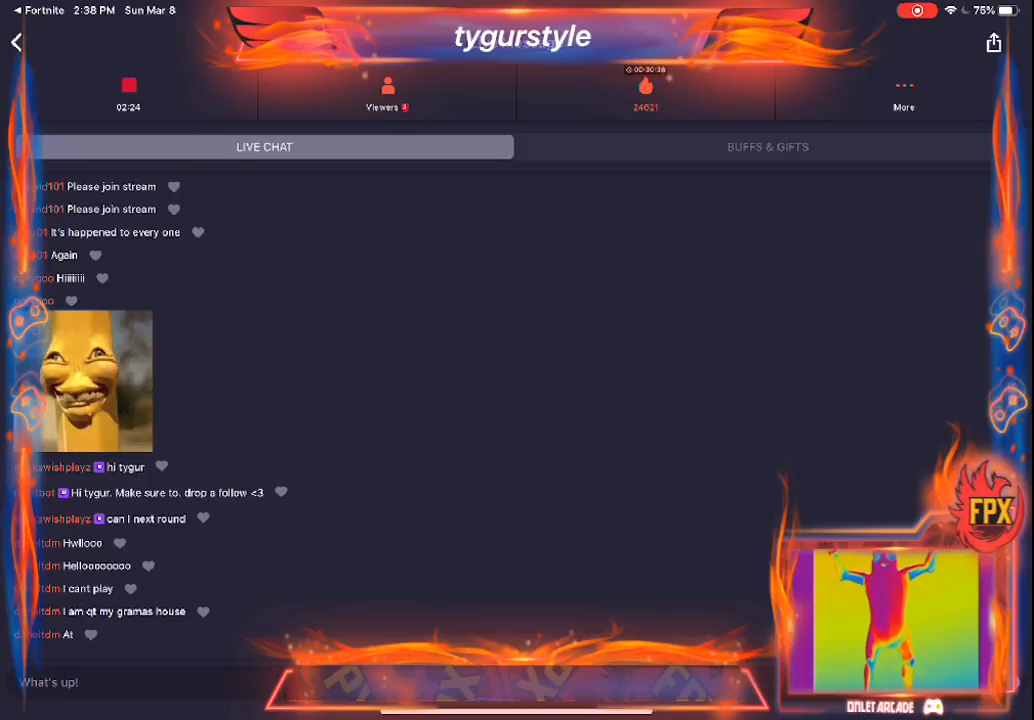 Fortnite 2:38 PM Sun Mar 8
75%
tygurstyle
00:30:38
02:24
Viewers 3
24621
More
LIVE CHAT
BUFFS & GIFTS
Please join stream
Please join stream
It's happened to every one
Again
Hiiiiiiii
hi tygur
Hi tygur. Make sure to. drop a follow <3
can I next round
Hwllooo
Helloooooooo
I cant play
I am qt my gramas house
At
FPX
What's up!
OMLET ARCADE